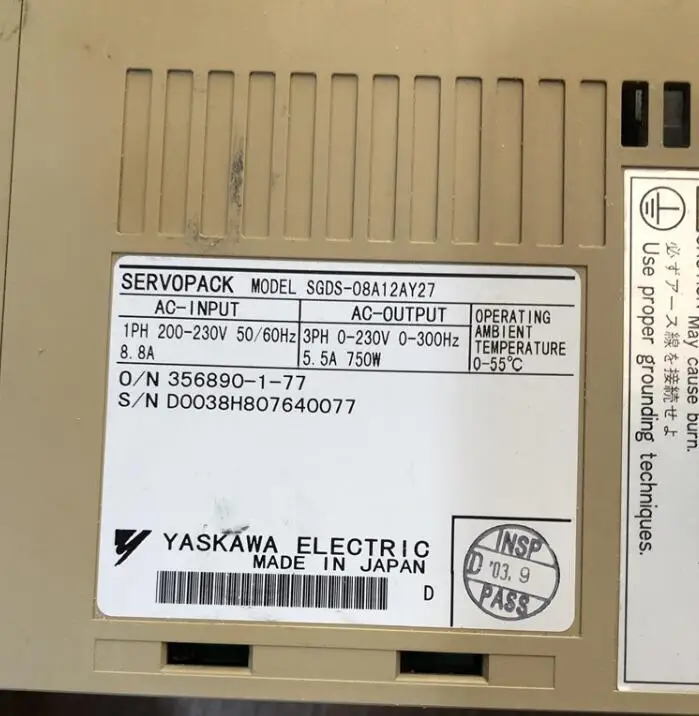 SERVOPACK MODEL SGDS-08A12AY27
AC-INPUT
1PH 200-230V 50/60Hz
8.8A
AC-OUTPUT
3PH 0-230V 0-300Hz
5.5A 750W
OPERATING
AMBIENT
TEMPERATURE
0-55℃
O/N 356890-1-77
S/N D0038H807640077
YASKAWA ELECTRIC
MADE IN JAPAN
D
INSP
D '03.9
PASS
May cause burn.
必ずアース線を接続せよ
Use proper grounding techniques.